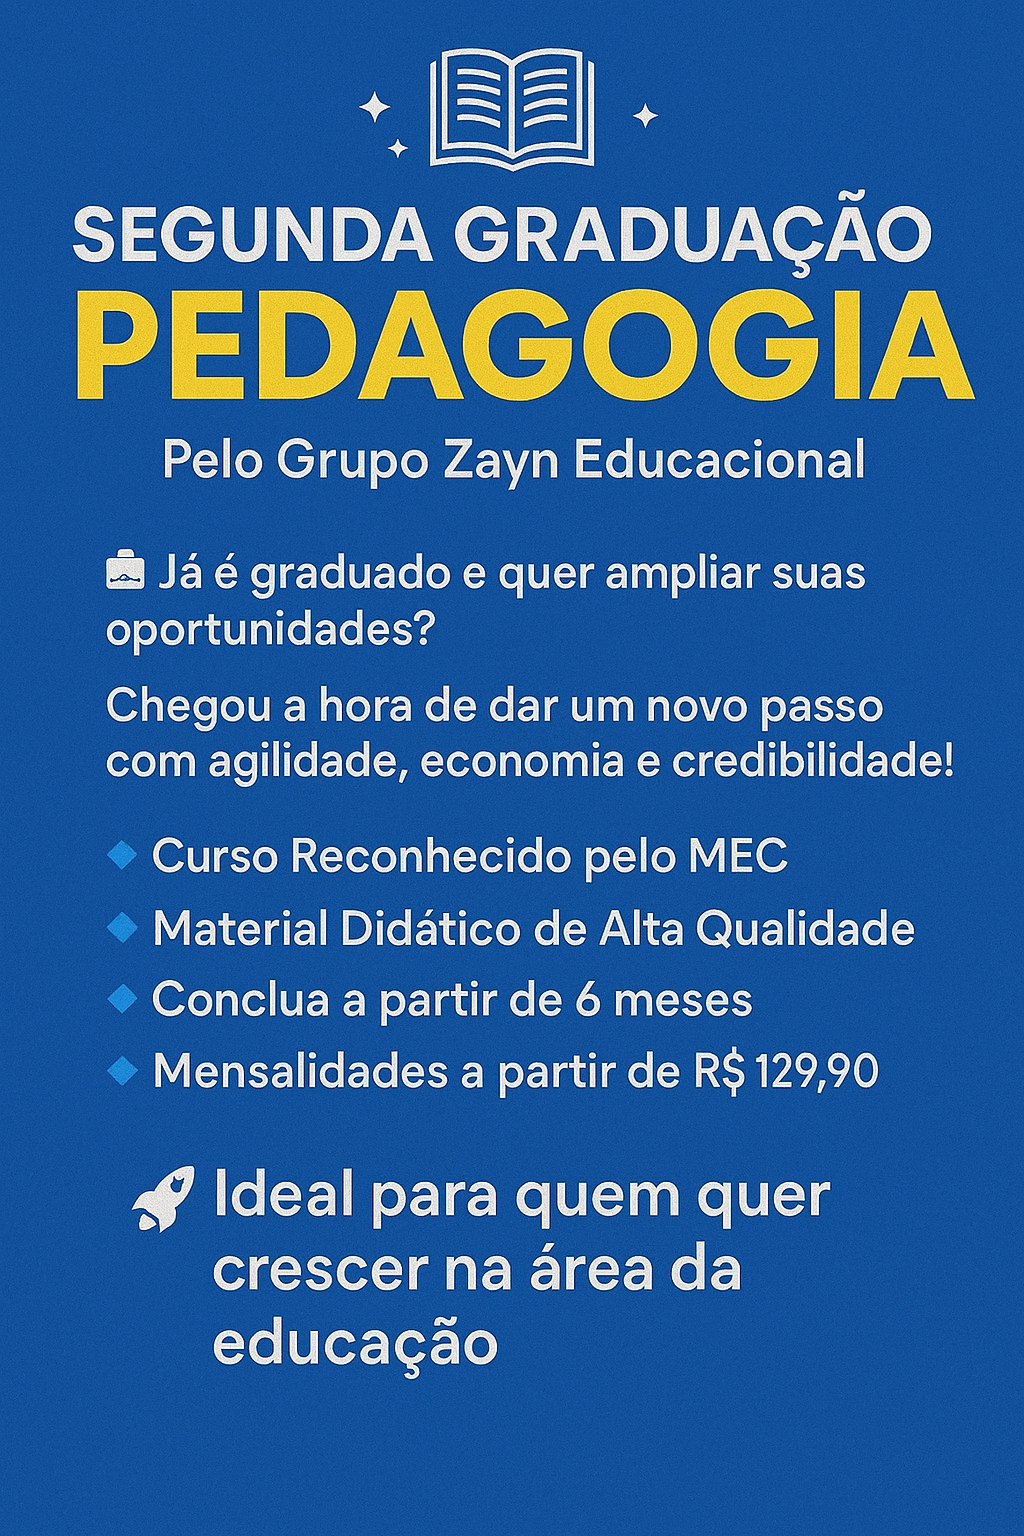 SEGUNDA GRADUAÇÃO
PEDAGOGIA
Pelo Grupo Zayn Educacional
Já é graduado e quer ampliar suas
oportunidades?
Chegou a hora de dar um novo passo
com agilidade, economia e credibilidade!
Curso Reconhecido pelo MEC
Material Didático de Alta Qualidade
Conclua a partir de 6 meses
Mensalidades a partir de R$ 129,90
Ideal para quem quer
crescer na área da
educação